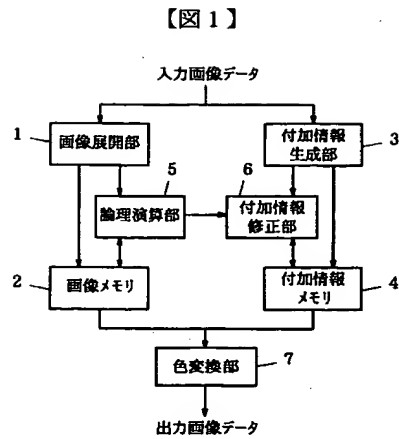 【図1】
入力画像データ
1
画像展開部
付加情報
生成部
3
5
論理演算部
6
付加情報
修正部
2
画像メモリ
付加情報
メモリ
4
色変換部
7
出力画像データ